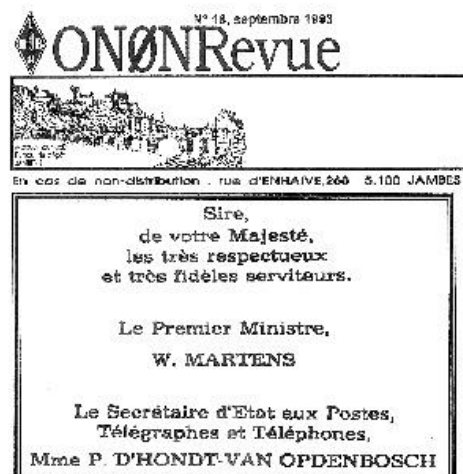 N° 18, septembre 1993
ONØNRevue
En cas de non-distribution : rue d'ENHAIVE,260 5.100 JAMBES
Sire,
de votre Majesté,
les très respectueux
et très fidèles serviteurs.
Le Premier Ministre,
W. MARTENS
Le Secrétaire d'Etat aux Postes,
Télégraphes et Téléphones,
Mme P. D'HONDT-VAN OPDENBOSCH